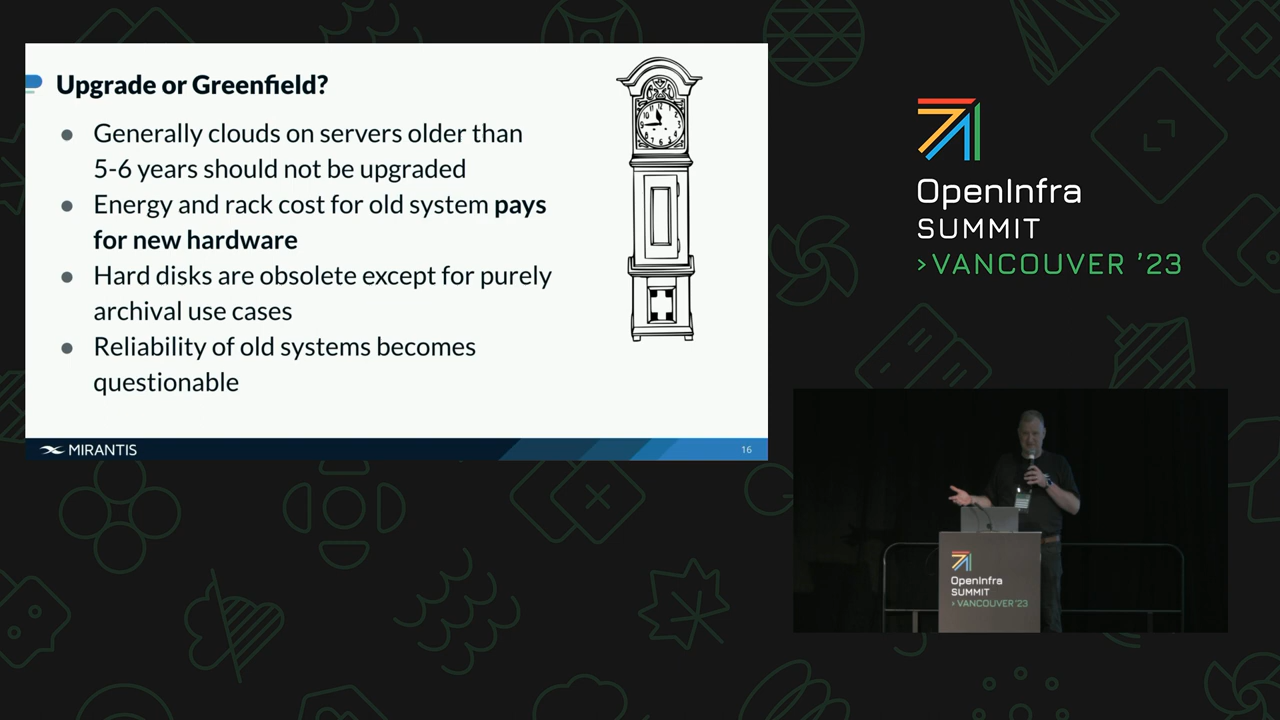 Upgrade or Greenfield?
● Generally clouds on servers older than
5-6 years should not be upgraded
● Energy and rack cost for old system pays
for new hardware
● Hard disks are obsolete except for purely
archival use cases
● Reliability of old systems becomes
questionable
MIRANTIS
16
OpenInfra
SUMMIT
>VANCOUVER '23
OpenInfra
SUMMIT
>VANCOUVER '23